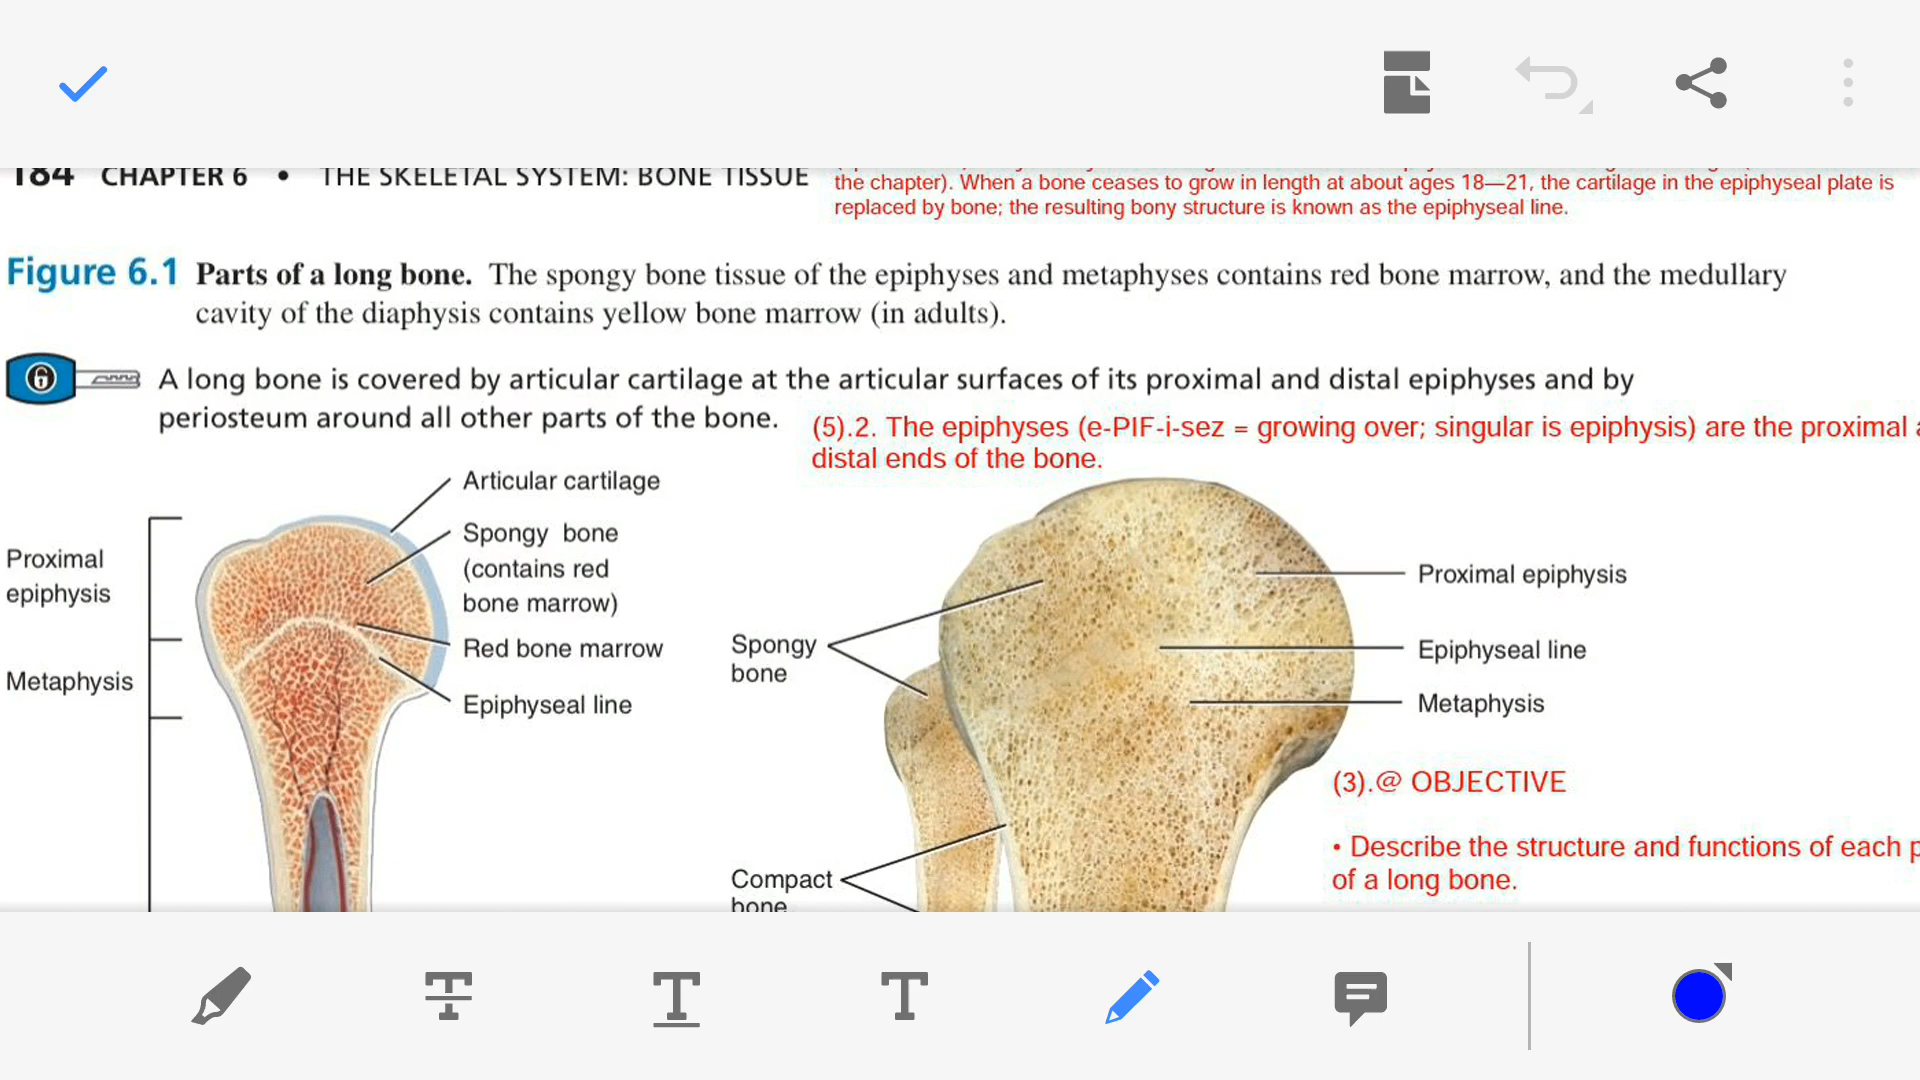 184 CHAPTER 6 • THE SKELETAL SYSTEM: BONE TISSUE
the chapter). When a bone ceases to grow in length at about ages 18—21, the cartilage in the epiphyseal plate is
replaced by bone; the resulting bony structure is known as the epiphyseal line.
Figure 6.1 Parts of a long bone. The spongy bone tissue of the epiphyses and metaphyses contains red bone marrow, and the medullary
cavity of the diaphysis contains yellow bone marrow (in adults).
A long bone is covered by articular cartilage at the articular surfaces of its proximal and distal epiphyses and by
periosteum around all other parts of the bone.
(5).2. The epiphyses (e-PIF-i-sez = growing over; singular is epiphysis) are the proximal
distal ends of the bone.
Articular cartilage
Spongy bone
(contains red
bone marrow)
Red bone marrow
Epiphyseal line
Proximal
epiphysis
Metaphysis
Spongy
bone
Compact
bone
Proximal epiphysis
Epiphyseal line
Metaphysis
(3).@ OBJECTIVE
• Describe the structure and functions of each
of a long bone.